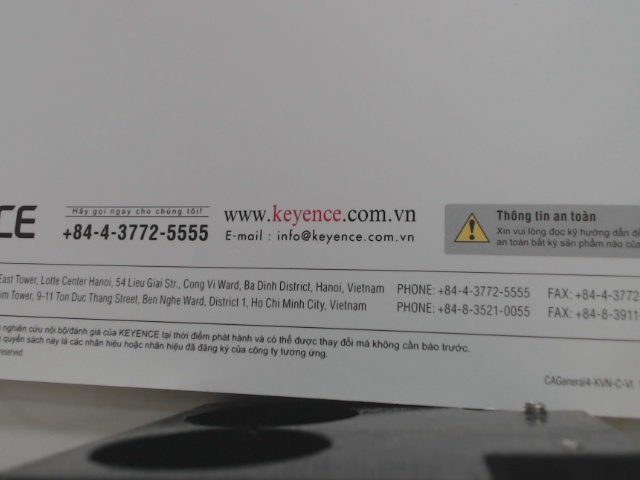 CE
Hãy gọi ngay cho chúng tôi!
+84-4-3772-5555
www.keyence.com.vn
E-mail : info@keyence.com.vn
Thông tin an toàn
Xin vui lòng đọc kỹ hướng dẫn để
an toàn bất kỳ sản phẩm nào của
East Tower, Lotte Center Hanoi, 54 Lieu Giai Str., Cong Vi Ward, Ba Dinh District, Hanoi, Vietnam PHONE: +84-4-3772-5555 FAX: +84-4-3772
im Tower, 9-11 Ton Duc Thang Street, Ben Nghe Ward, District 1, Ho Chi Minh City, Vietnam PHONE: +84-8-3521-0055 FAX: +84-8-3911
nghiên cứu nội bộ/đánh giá của KEYENCE tại thời điểm phát hành và có thể được thay đổi mà không cần báo trước.
quyển sách này là các nhãn hiệu hoặc nhãn hiệu đã đăng ký của công ty tương ứng.
reserved.
CAGeneral4-KVN-C-VI